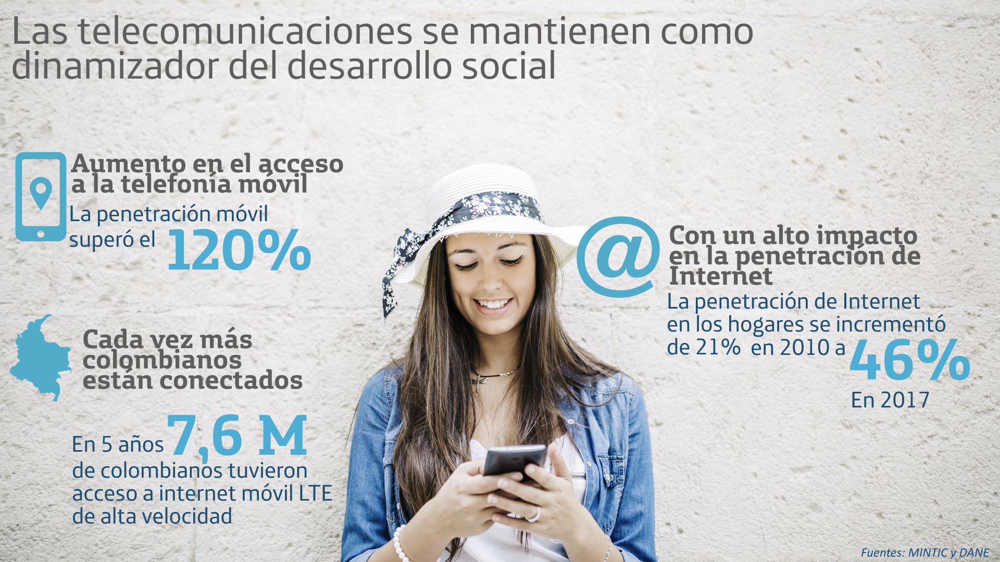 Las telecomunicaciones se mantienen como
dinamizador del desarrollo social
Aumento en el acceso
a la telefonía móvil
La penetración móvil
superó el 120%
Cada vez más
colombianos
están conectados
En 5 años 7,6 M
de colombianos tuvieron
acceso a internet móvil LTE
de alta velocidad
@
Con un alto impacto
en la penetración de
Internet
La penetración de Internet
en los hogares se incrementó
de 21% en 2010 a 46%
En 2017
Fuentes: MINTIC y DANE